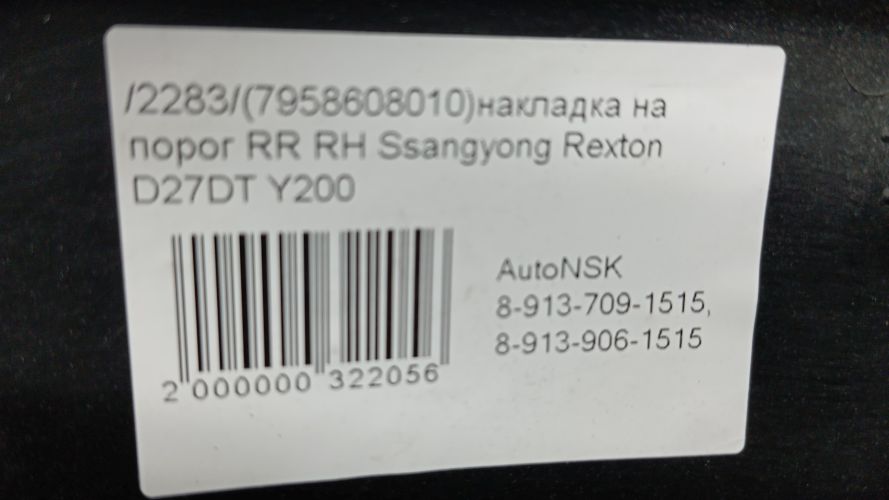 /2283/(7958608010)накладка на
порог RR RH Ssangyong Rexton
D27DT Y200
AutoNSK
8-913-709-1515,
8-913-906-1515
2 000000 322056